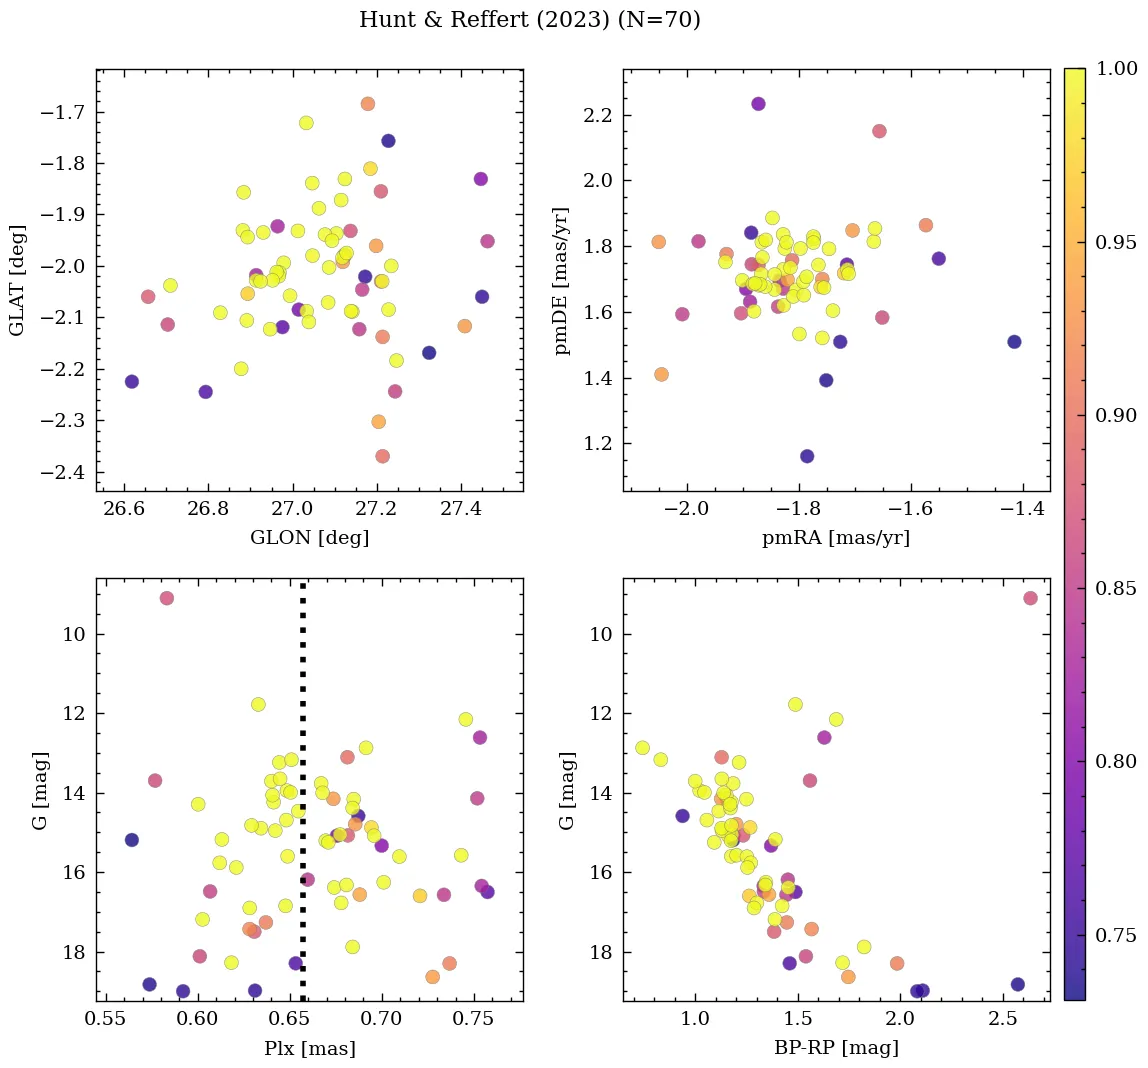 Hunt & Reffert (2023) (N=70)
−1.7
−1.8
−1.9
−2.0
−2.1
−2.2
−2.3
−2.4
GLAT [deg]
26.6 26.8 27.0 27.2 27.4
GLON [deg]
2.2
2.0
1.8
1.6
1.4
1.2
pmDE [mas/yr]
−2.0 −1.8 −1.6 −1.4
pmRA [mas/yr]
10
12
14
16
18
G [mag]
0.55 0.60 0.65 0.70 0.75
Plx [mas]
10
12
14
16
18
G [mag]
1.0 1.5 2.0 2.5
BP-RP [mag]
1.00
0.95
0.90
0.85
0.80
0.75